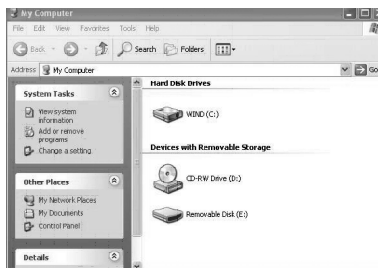 My Computer
File Edit View Favorites Tools Help
Back Search Folders
Address My Computer Go
System Tasks
View system
information
Add or remove
programs
Change a setting
Other Places
My Network Places
My Documents
Control Panel
Details
Hard Disk Drives
WIND (C:)
Devices with Removable Storage
CD-RW Drive (D:)
Removable Disk (E:)